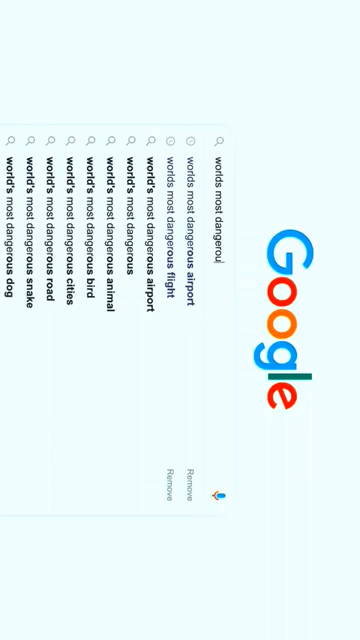 Google
worlds most dangerou
worlds most dangerous airport Remove
worlds most dangerous flight Remove
world's most dangerous airport
world's most dangerous
world's most dangerous animal
world's most dangerous bird
world's most dangerous cities
world's most dangerous road
world's most dangerous snake
world's most dangerous dog